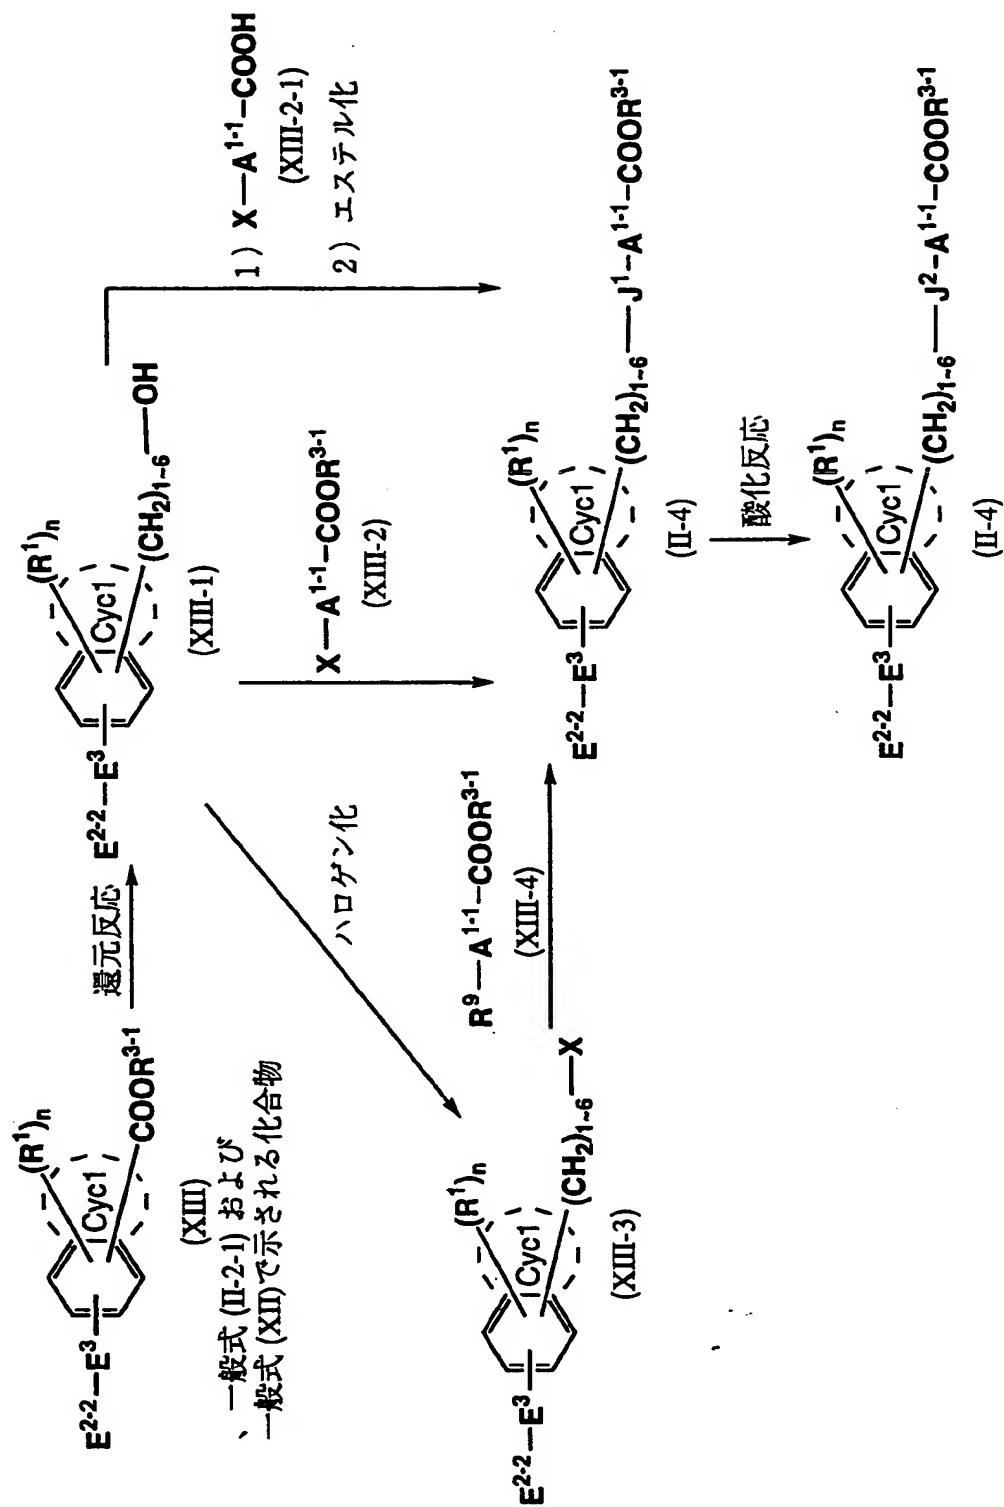 E²⁻²—E³
Cyc1
(R¹)ₙ
COOR³⁻¹
(XIII)
、一般式 (II-2-1) および
一般式 (XII)で示される化合物
還元反応
E²⁻²—E³
Cyc1
(R¹)ₙ
(CH₂)₁~₆—OH
(XIII-1)
1) X—A¹⁻¹—COOH
(XIII-2-1)
2) エステル化
X—A¹⁻¹—COOR³⁻¹
(XIII-2)
ハロゲン化
E²⁻²—E³
Cyc1
(R¹)ₙ
(CH₂)₁~₆—X
(XIII-3)
R⁹—A¹⁻¹—COOR³⁻¹
(XIII-4)
E²⁻²—E³
Cyc1
(R¹)ₙ
(CH₂)₁~₆—J¹—A¹⁻¹—COOR³⁻¹
(II-4)
酸化反応
E²⁻²—E³
Cyc1
(R¹)ₙ
(CH₂)₁~₆—J²—A¹⁻¹—COOR³⁻¹
(II-4)